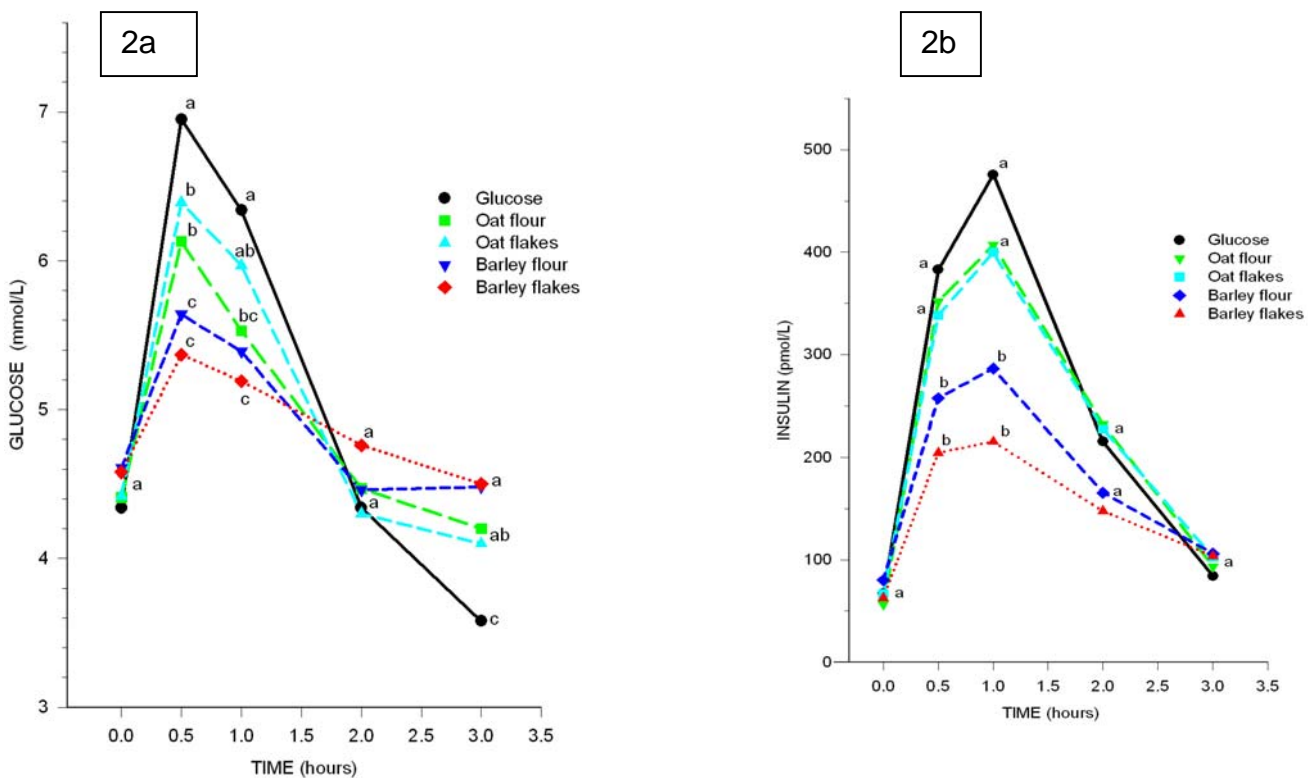 2a
7
6
5
4
3
GLUCOSE (mmol/L)
a
a
b
b
ab
bc
c
c
c
a
a
a
a
ab
c
Glucose
Oat flour
Oat flakes
Barley flour
Barley flakes
0.0 0.5 1.0 1.5 2.0 2.5 3.0 3.5
TIME (hours)
2b
500
400
300
200
100
0
INSULIN (pmol/L)
a
a
a
a
b
b
b
b
a
a
a
a
Glucose
Oat flour
Oat flakes
Barley flour
Barley flakes
0.0 0.5 1.0 1.5 2.0 2.5 3.0 3.5
TIME (hours)